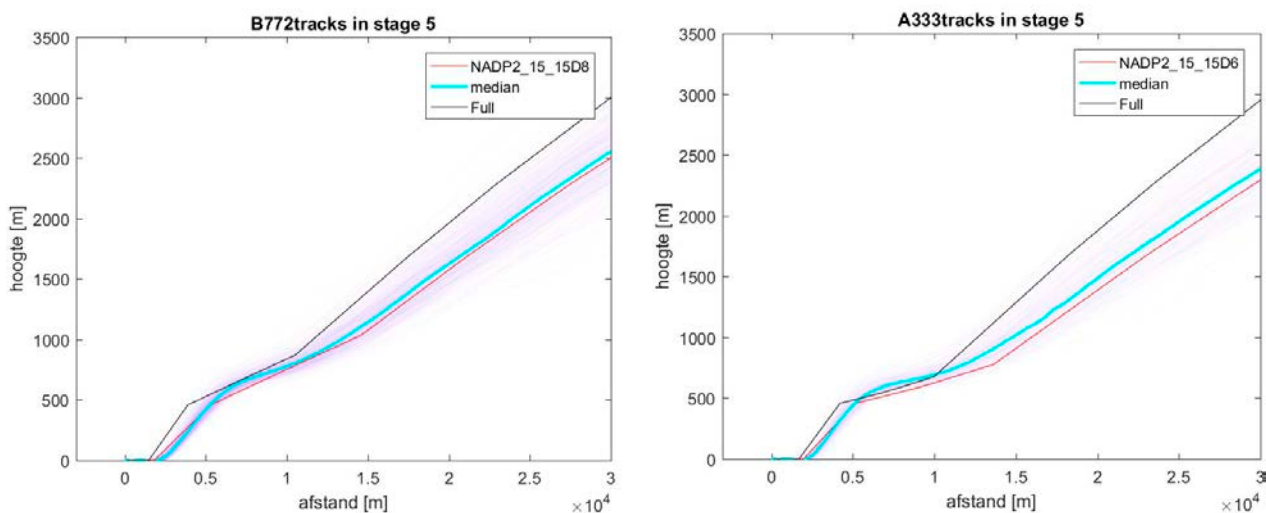 B772tracks in stage 5
3500
3000
2500
2000
1500
1000
500
0
hoogte [m]
NADP2_15_15D8
median
Full
0
0.5
1
1.5
2
2.5
3
×10⁴
afstand [m]
A333tracks in stage 5
3500
3000
2500
2000
1500
1000
500
0
hoogte [m]
NADP2_15_15D6
median
Full
0
0.5
1
1.5
2
2.5
3
×10⁴
afstand [m]